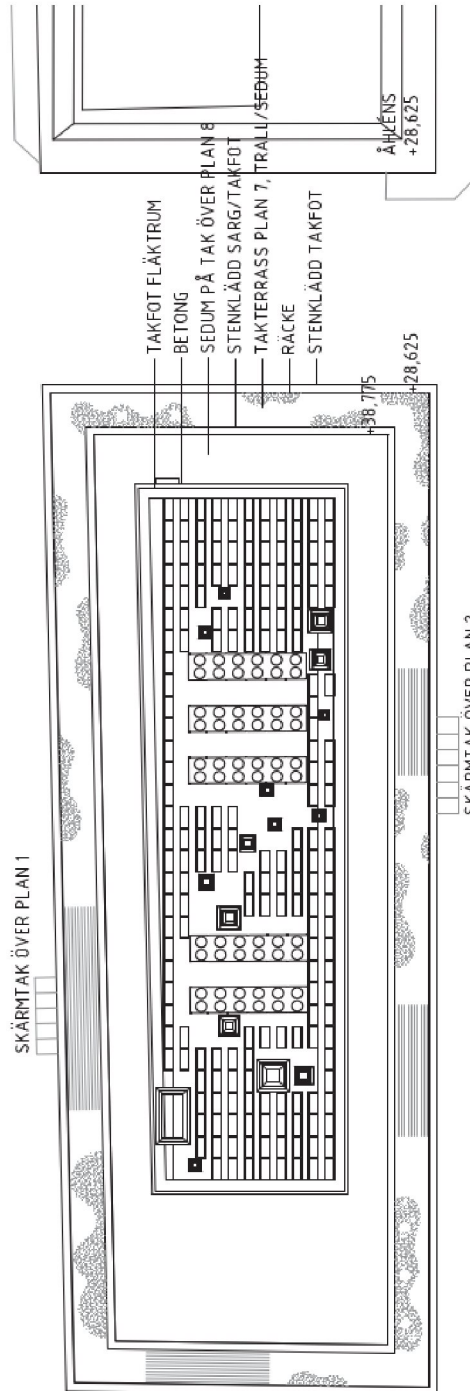 ÅHLÉNS
+28,625
TAKFOT FLÄKTRUM
BETONG
SEDUM PÅ TAK ÖVER PLAN 8
STENKLÄDD SARG/TAKFOT
TAKTERRASS PLAN 7, TRALL/SEDUM
RÄCKE
STENKLÄDD TAKFOT
+38,775
+28,625
SKÄRMTAK ÖVER PLAN 1
SKÄRMTAK ÖVER PLAN 2